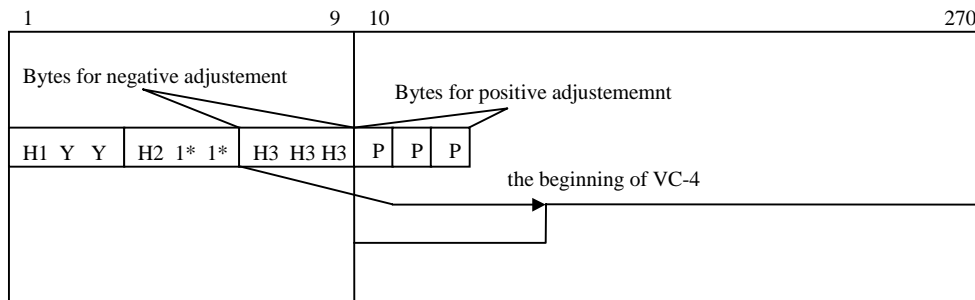 1 9 10 270
Bytes for negative adjustement
Bytes for positive adjustememnt
H1 Y Y H2 1* 1* H3 H3 H3 P P P
the beginning of VC-4